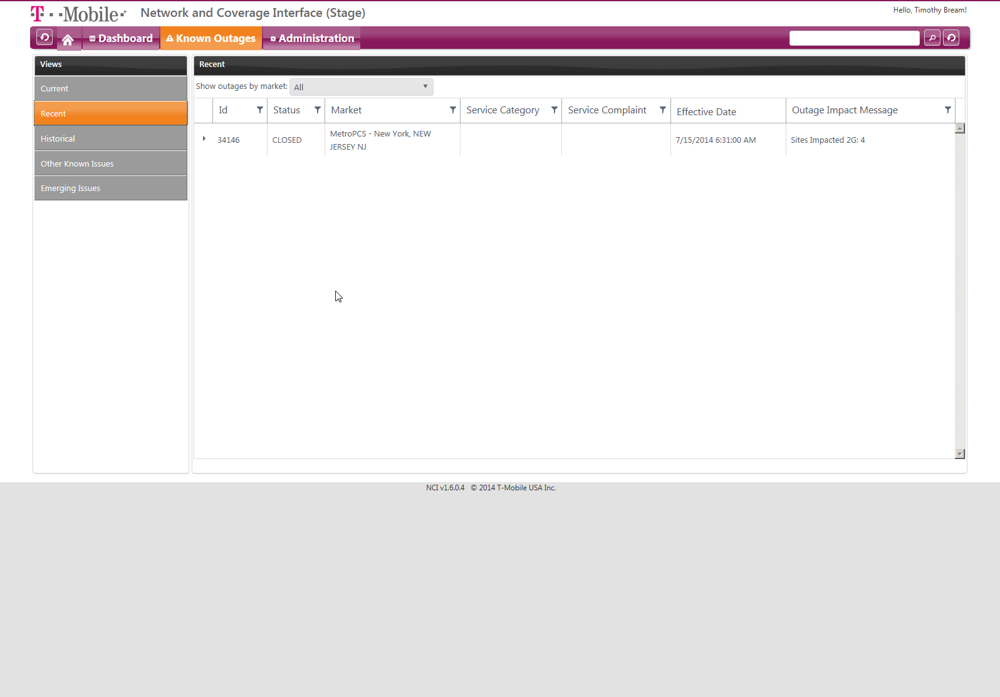 T··Mobile·® Network and Coverage Interface (Stage)
Hello, Timothy Bream!
Dashboard Known Outages Administration
Views
Current
Recent
Historical
Other Known Issues
Emerging Issues
Recent
Show outages by market: All
Id Status Market Service Category Service Complaint Effective Date Outage Impact Message
34146 CLOSED MetroPCS - New York, NEW
JERSEY NJ
7/15/2014 6:31:00 AM Sites Impacted 2G: 4
NCI v1.6.0.4 © 2014 T-Mobile USA Inc.